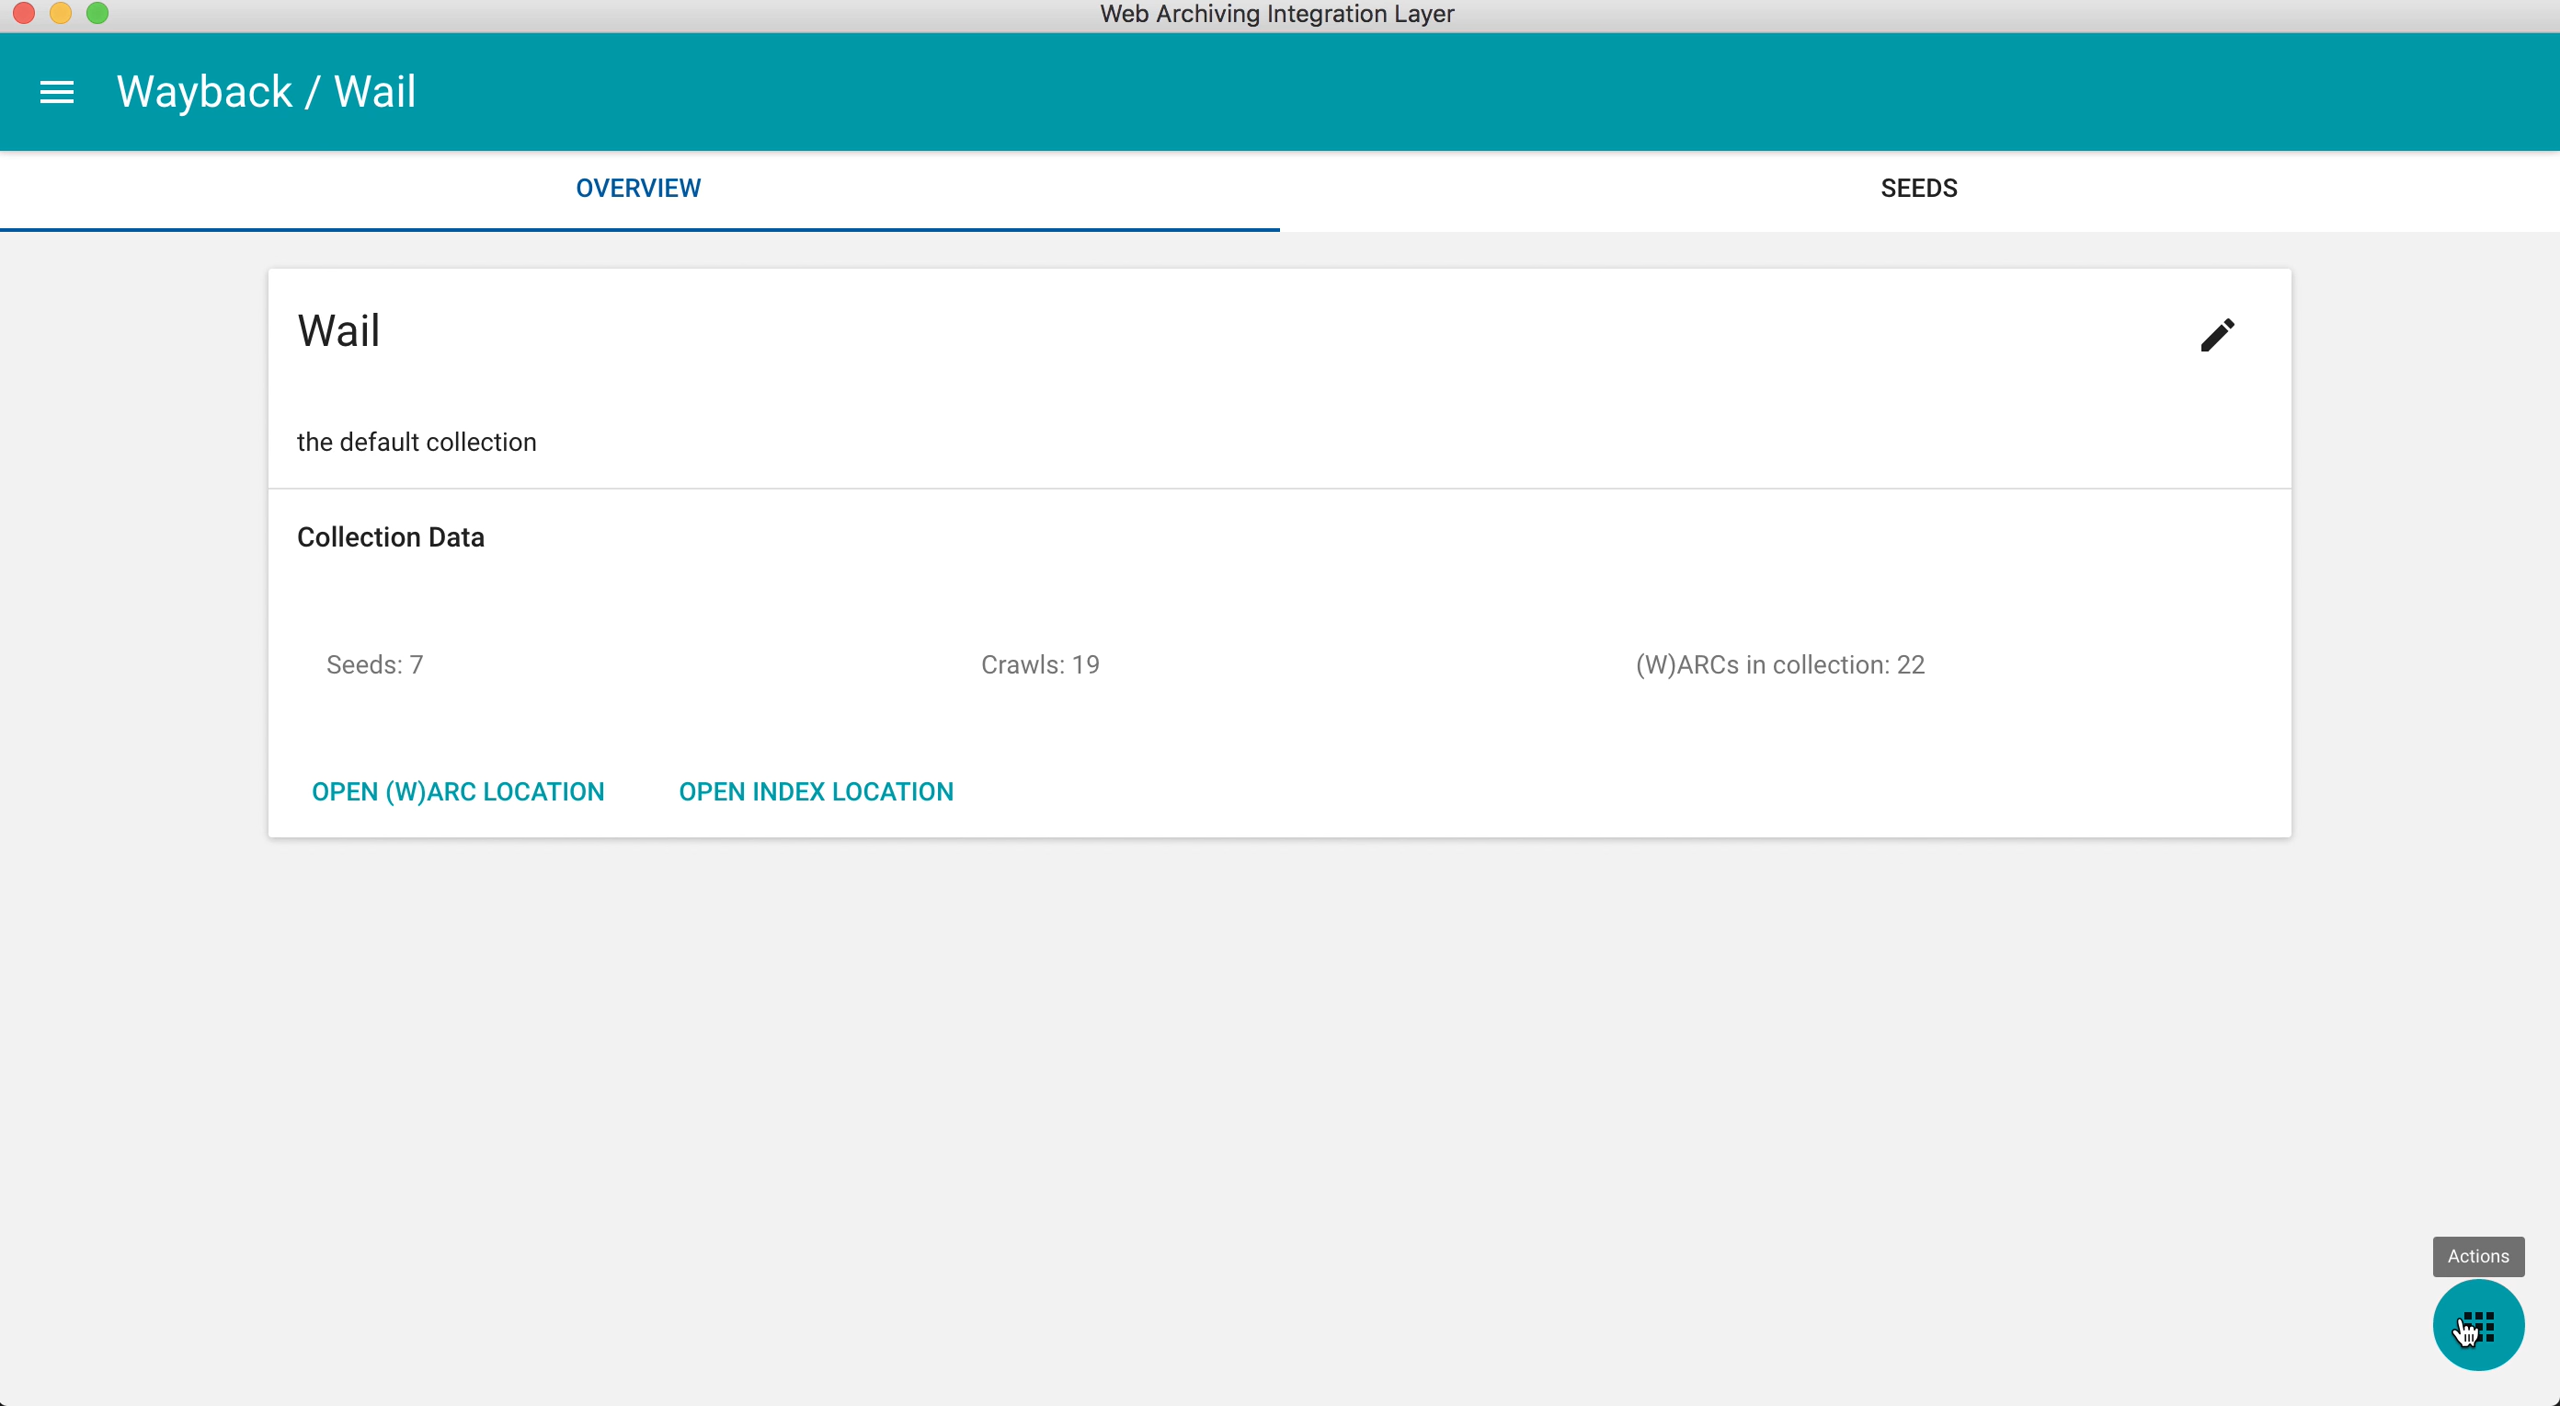 Web Archiving Integration Layer
Wayback / Wail
OVERVIEW
SEEDS
Wail
the default collection
Collection Data
Seeds: 7
Crawls: 19
(W)ARCs in collection: 22
OPEN (W)ARC LOCATION
OPEN INDEX LOCATION
Actions